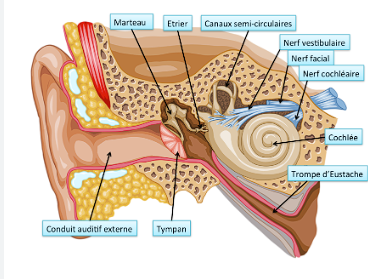 Marteau
Etrier
Canaux semi-circulaires
Nerf vestibulaire
Nerf facial
Nerf cochléaire
Cochlée
Trompe d'Eustache
Conduit auditif externe
Tympan